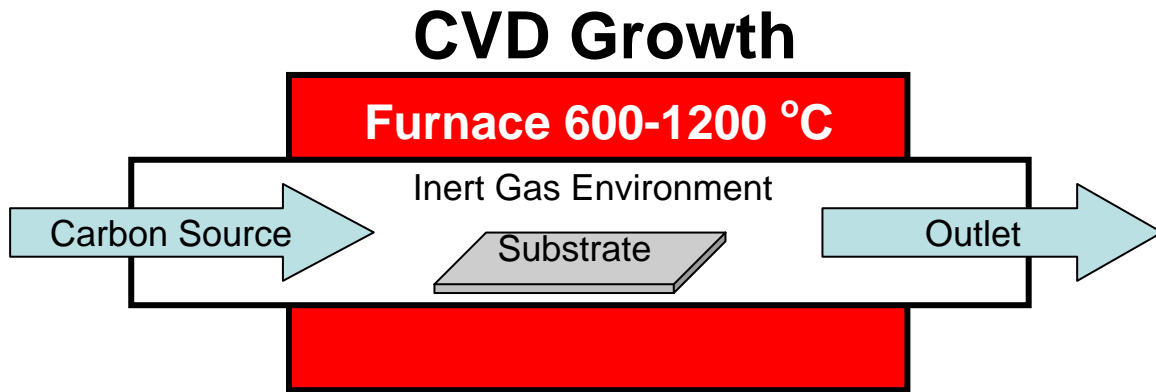 CVD Growth
Furnace 600-1200 °C
Inert Gas Environment
Carbon Source
Substrate
Outlet